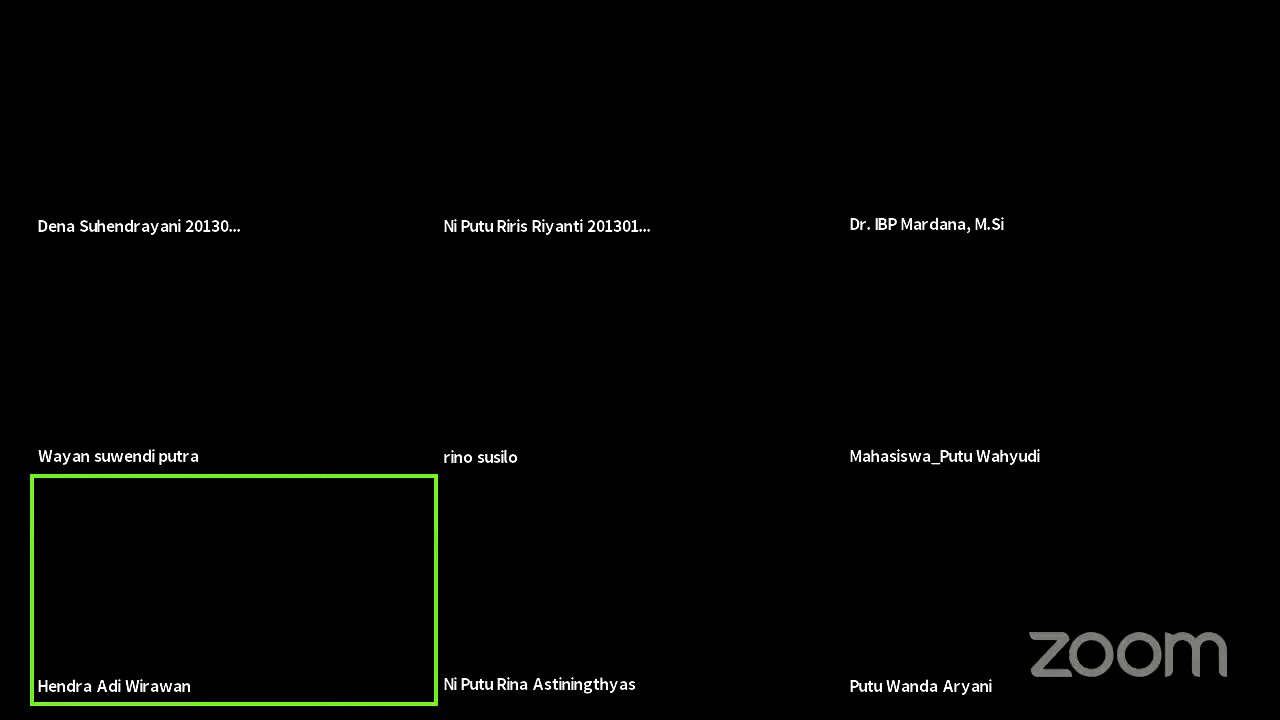 Dena Suhendrayani 20130...
Ni Putu Riris Riyanti 201301...
Dr. IBP Mardana, M.Si
Wayan suwendi putra
rino susilo
Mahasiswa_Putu Wahyudi
Hendra Adi Wirawan
Ni Putu Rina Astiningthyas
Putu Wanda Aryani
zoom